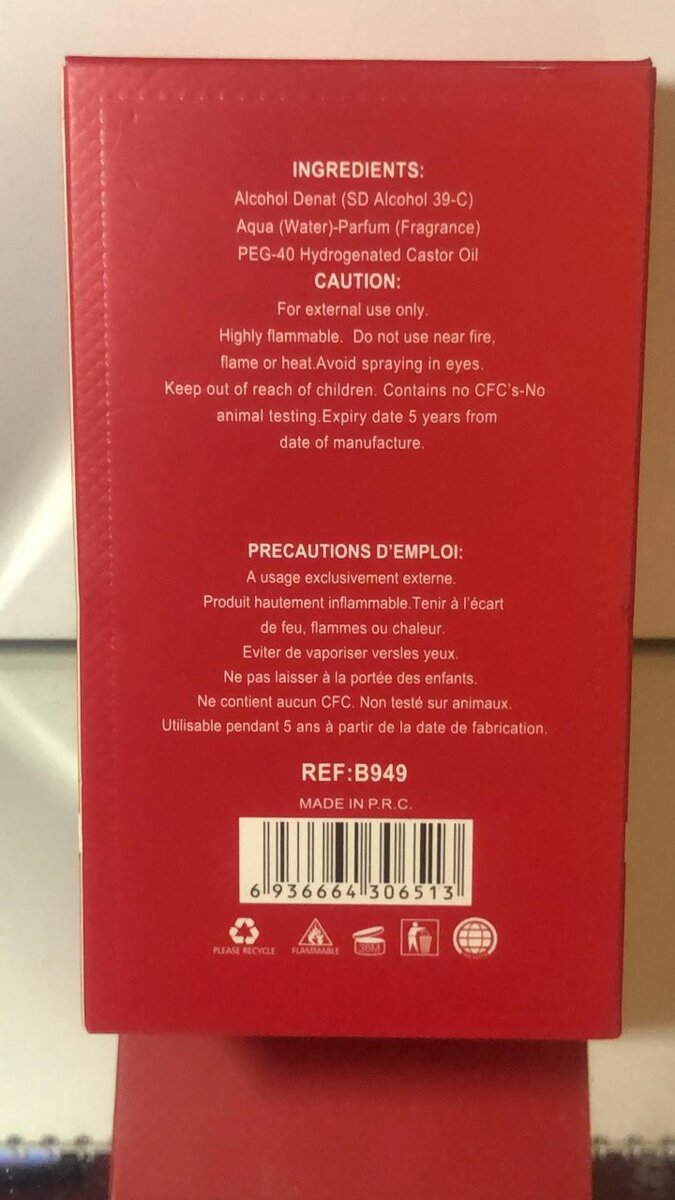 INGREDIENTS:
Alcohol Denat (SD Alcohol 39-C)
Aqua (Water)-Parfum (Fragrance)
PEG-40 Hydrogenated Castor Oil
CAUTION:
For external use only.
Highly flammable. Do not use near fire,
flame or heat.Avoid spraying in eyes.
Keep out of reach of children. Contains no CFC's-No
animal testing.Expiry date 5 years from
date of manufacture.
PRECAUTIONS D'EMPLOI:
A usage exclusivement externe.
Produit hautement inflammable.Tenir à l'écart
de feu, flammes ou chaleur.
Eviter de vaporiser versles yeux.
Ne pas laisser à la portée des enfants.
Ne contient aucun CFC. Non testé sur animaux.
Utilisable pendant 5 ans à partir de la date de fabrication.
REF:B949
MADE IN P.R.C.
6 936664 306513
PLEASE RECYCLE FLAMMABLE 36M